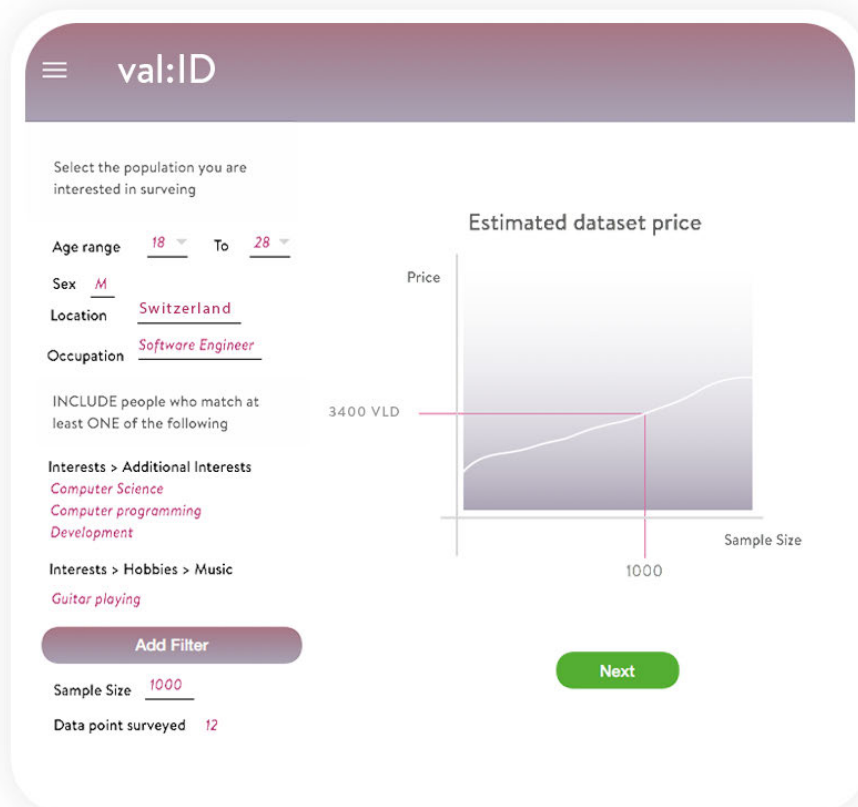 val:ID
Select the population you are
interested in surveing
Age range 18 To 28
Sex M
Location Switzerland
Occupation Software Engineer
INCLUDE people who match at
least ONE of the following
Interests > Additional Interests
Computer Science
Computer programming
Development
Interests > Hobbies > Music
Guitar playing
Add Filter
Sample Size 1000
Data point surveyed 12
Estimated dataset price
Price
3400 VLD
Sample Size
1000
Next